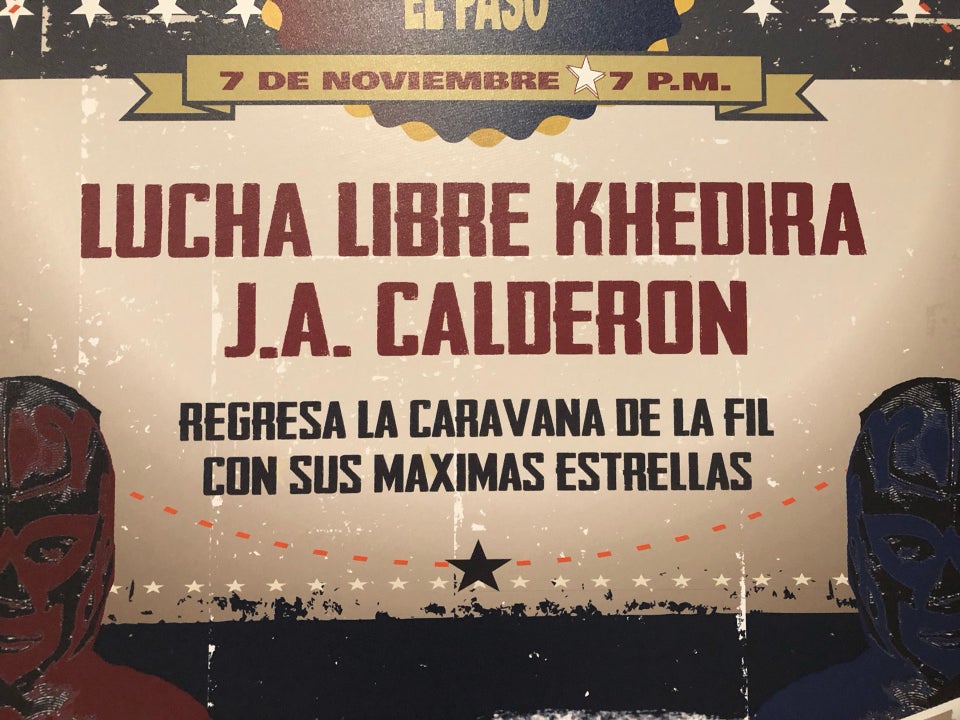 EL PASO
7 DE NOVIEMBRE 7 P.M.
LUCHA LIBRE KHEDIRA
J.A. CALDERON
REGRESA LA CARAVANA DE LA FIL
CON SUS MAXIMAS ESTRELLAS